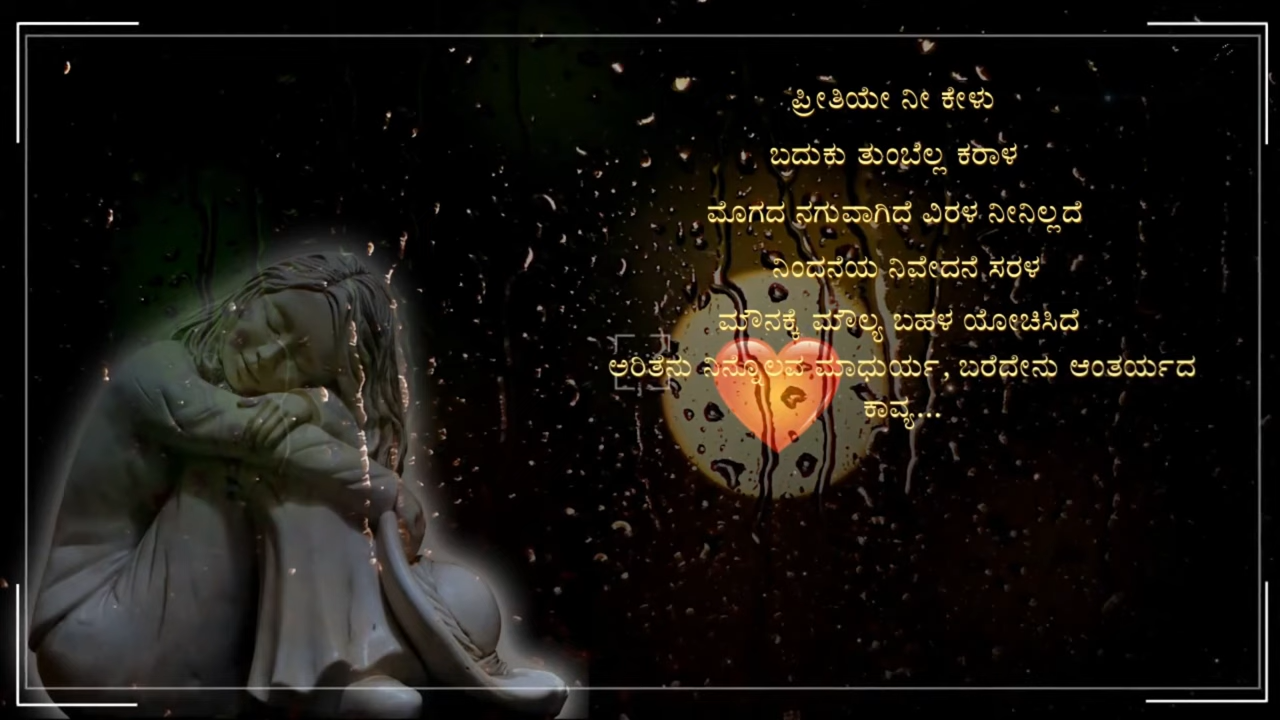 ಪ್ರೀತಿಯೇ ನೀ ಕೇಳು
ಬದುಕು ತುಂಬೆಲ್ಲ ಕರಾಳ
ಮೊಗದ ನಗುವಾಗಿದೆ ವಿರಳ ನೀನಿಲ್ಲದೆ
ನಿಂದನೆಯ ನಿವೇದನೆ ಸರಳ
ಮೌನಕ್ಕೆ ಮೌಲ್ಯ ಬಹಳ ಯೋಚಿಸಿದೆ
ಅರಿತೆನು ನಿನ್ನೊಲವ ಮಾಧುರ್ಯ, ಬರೆದೇನು ಆಂತರ್ಯದ
ಕಾವ್ಯ...